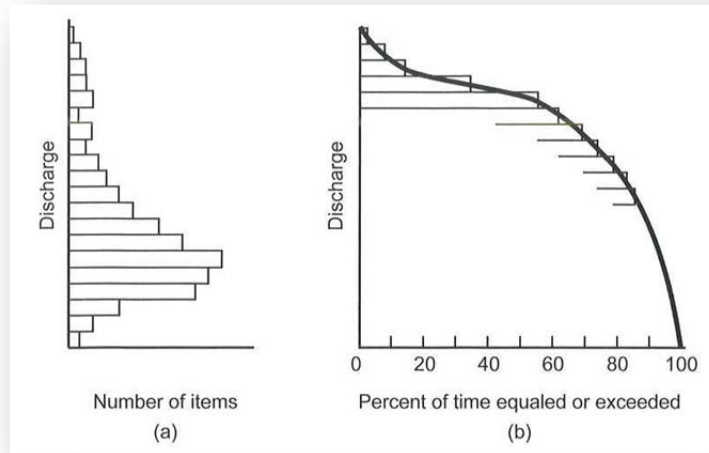 Discharge
Number of items
(a)
Discharge
0 20 40 60 80 100
Percent of time equaled or exceeded
(b)